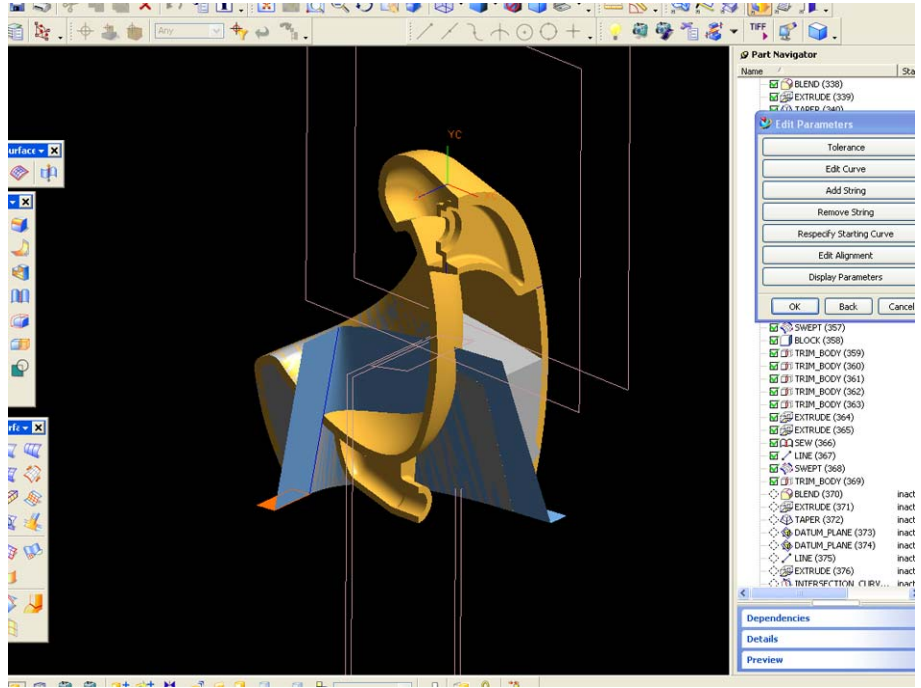 Any
TIFF
Part Navigator
Name
Sta
BLEND (338)
EXTRUDE (339)
TAPER (340)
Edit Parameters
Tolerance
Edit Curve
Add String
Remove String
Respecify Starting Curve
Edit Alignment
Display Parameters
OK Back Cancel
SWEPT (357)
BLOCK (358)
TRIM_BODY (359)
TRIM_BODY (360)
TRIM_BODY (361)
TRIM_BODY (362)
TRIM_BODY (363)
EXTRUDE (364)
EXTRUDE (365)
SEW (366)
LINE (367)
SWEPT (368)
TRIM_BODY (369)
BLEND (370) inact
EXTRUDE (371) inact
TAPER (372) inact
DATUM_PLANE (373) inact
DATUM_PLANE (374) inact
LINE (375) inact
EXTRUDE (376) inact
INTERSECTION_CURV... inact
Dependencies
Details
Preview
urface
YC